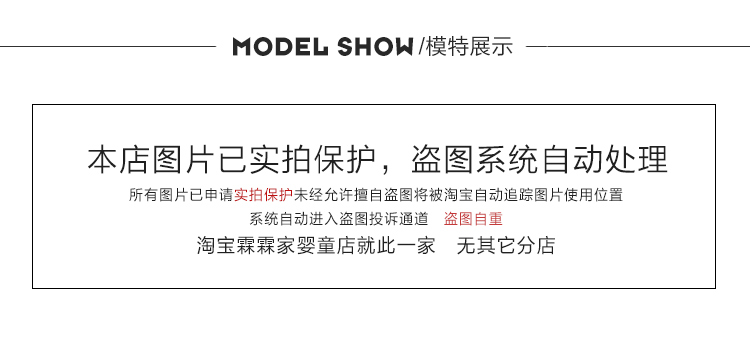 MODEL SHOW/模特展示
本店图片已实拍保护，盗图系统自动处理
所有图片已申请实拍保护未经允许擅自盗图将被淘宝自动追踪图片使用位置
系统自动进入盗图投诉通道 盗图自重
淘宝霖霖家婴童店就此一家 无其它分店